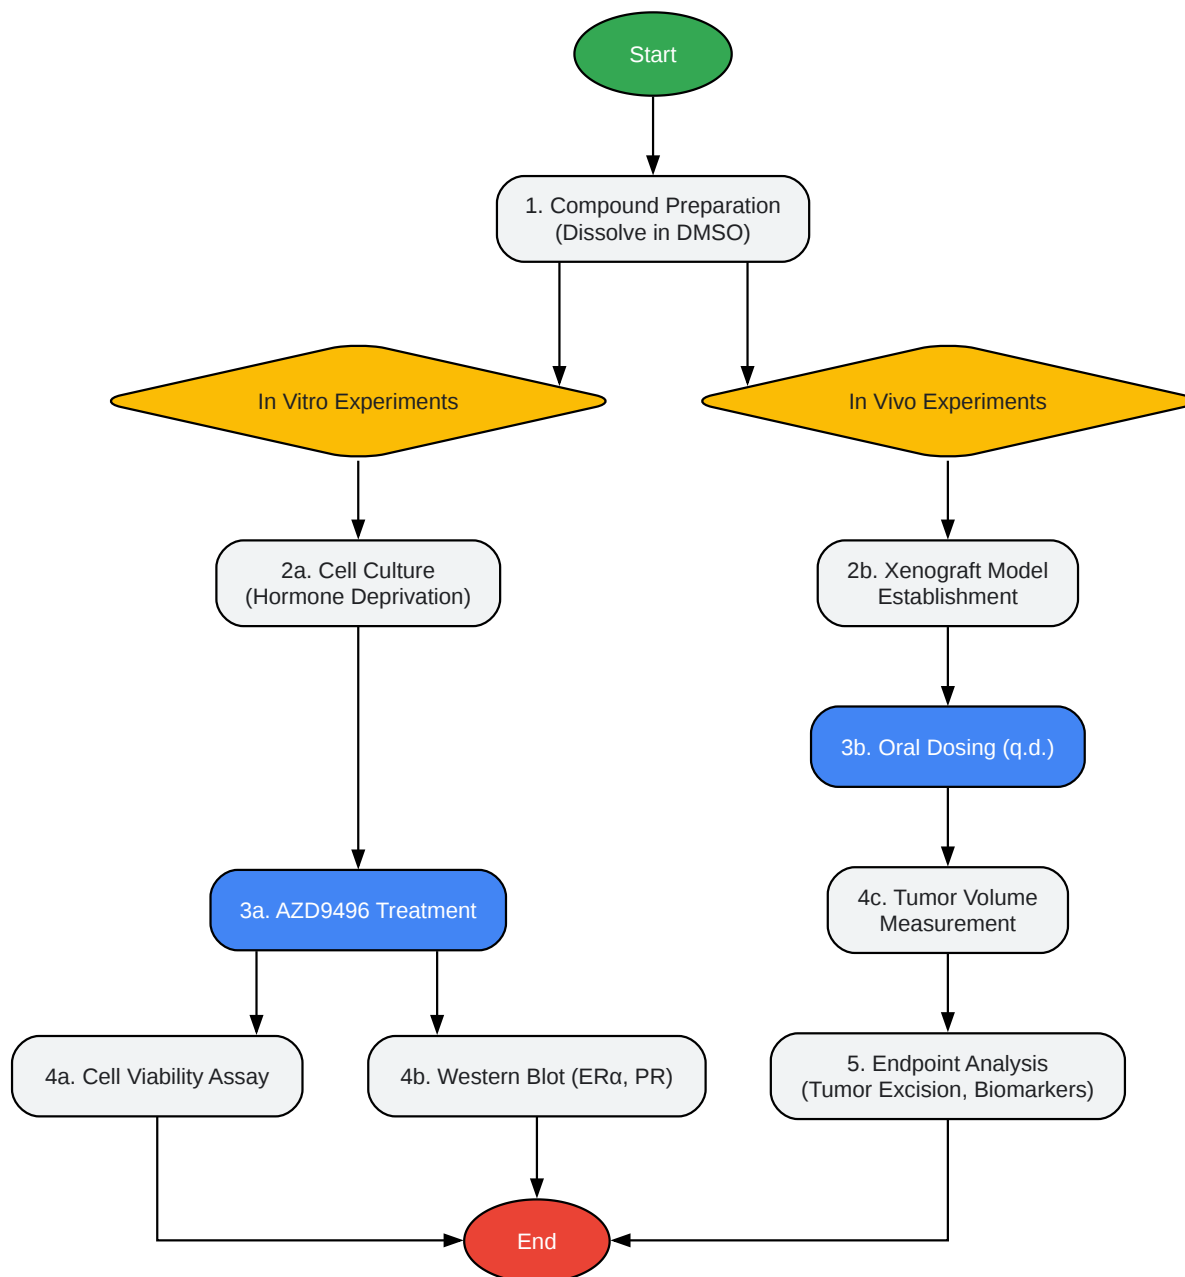 Start
1. Compound Preparation
(Dissolve in DMSO)
In Vitro Experiments
In Vivo Experiments
2a. Cell Culture
(Hormone Deprivation)
2b. Xenograft Model
Establishment
3b. Oral Dosing (q.d.)
3a. AZD9496 Treatment
4c. Tumor Volume
Measurement
4a. Cell Viability Assay
4b. Western Blot (ERα, PR)
5. Endpoint Analysis
(Tumor Excision, Biomarkers)
End